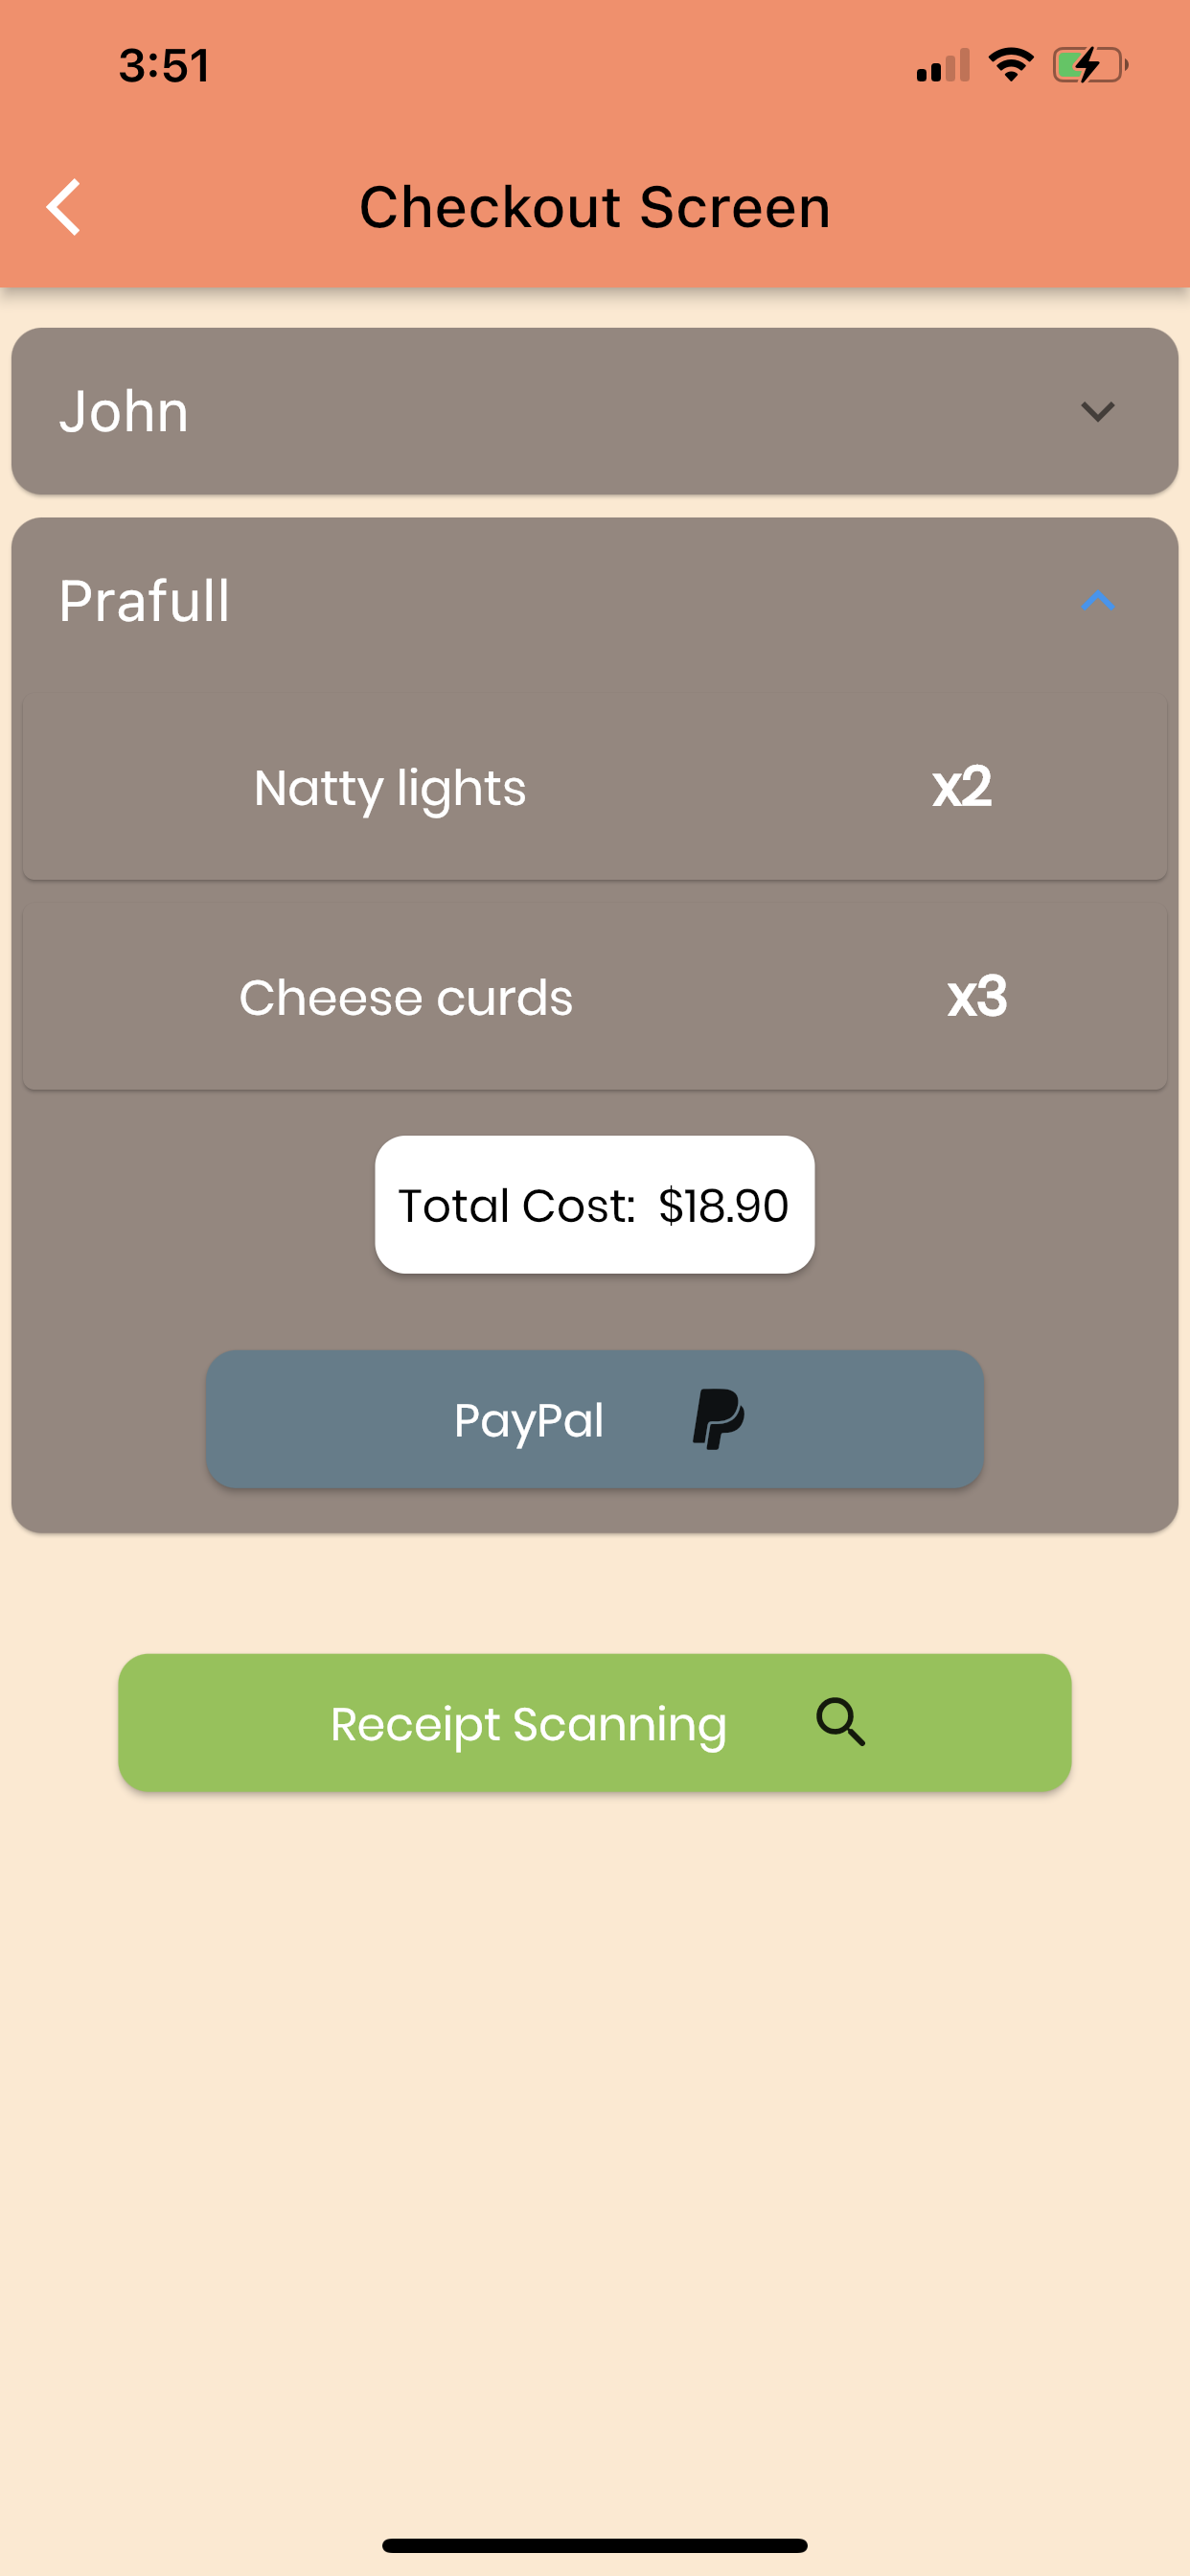 3:51
Checkout Screen
John
Prafull
Natty lights x2
Cheese curds x3
Total Cost: $18.90
PayPal
Receipt Scanning